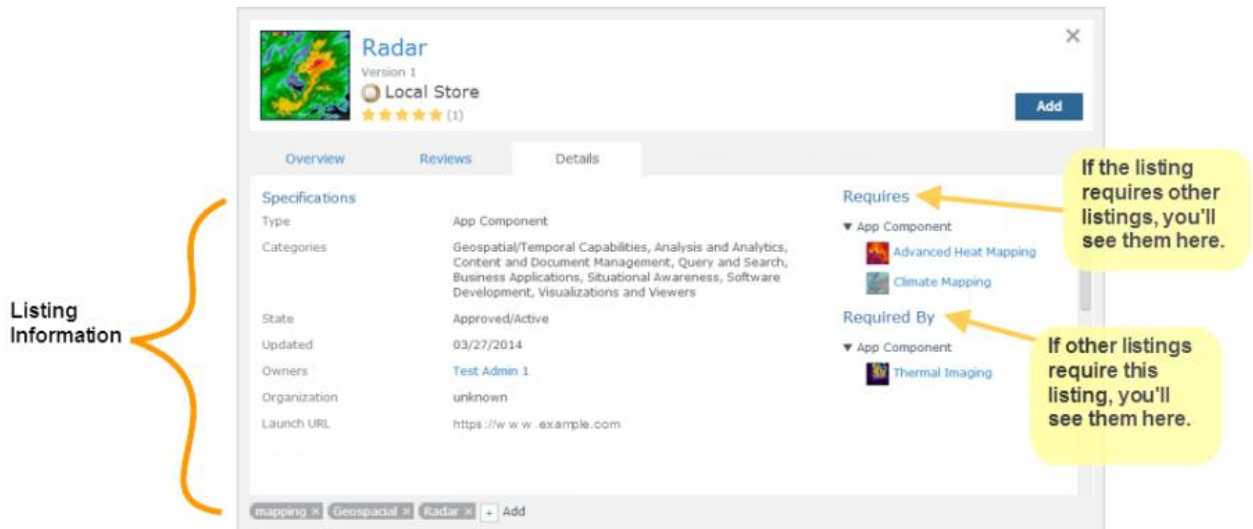 Radar
Version 1
Local Store
(1)
Add
Overview
Reviews
Details
Specifications
Type
App Component
Categories
Geospatial/Temporal Capabilities, Analysis and Analytics,
Content and Document Management, Query and Search,
Business Applications, Situational Awareness, Software
Development, Visualizations and Viewers
State
Approved/Active
Updated
03/27/2014
Owners
Test Admin 1
Organization
unknown
Launch URL
https://w w w .example.com
Requires
App Component
Advanced Heat Mapping
Climate Mapping
Required By
App Component
Thermal Imaging
If the listing
requires other
listings, you'll
see them here.
If other listings
require this
listing, you'll
see them here.
Listing
Information
mapping × Geospacial × Radar × + Add